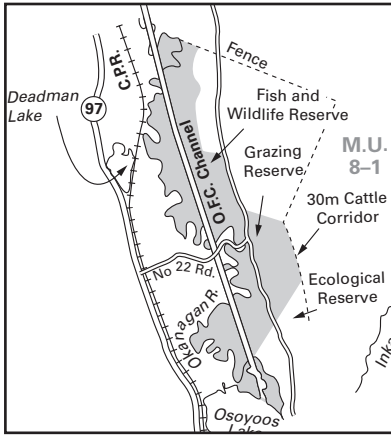 Fence
C.P.R.
Deadman
Lake
97
Fish and
Wildlife Reserve
O.F.C. Channel
Grazing
Reserve
M.U.
8–1
30m Cattle
Corridor
No 22 Rd.
Ecological
Reserve
Okanagan R.
Osoyoos